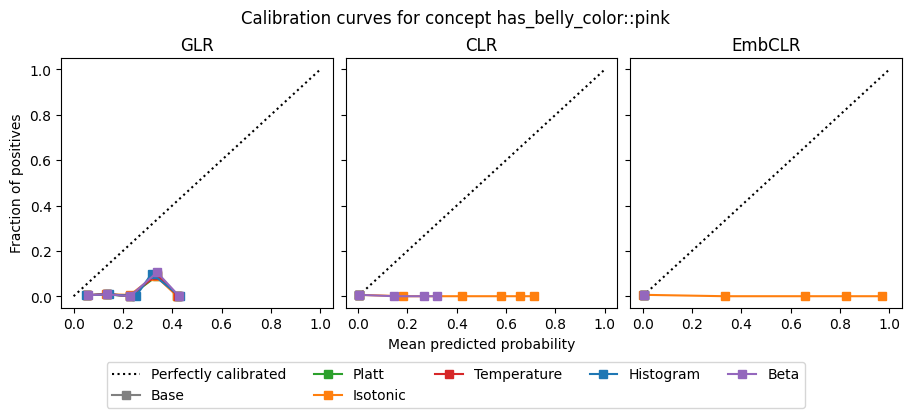 Calibration curves for concept has_belly_color::pink
GLR
CLR
EmbCLR
Fraction of positives
1.0
0.8
0.6
0.4
0.2
0.0
0.0 0.2 0.4 0.6 0.8 1.0
0.0 0.2 0.4 0.6 0.8 1.0
0.0 0.2 0.4 0.6 0.8 1.0
Mean predicted probability
Perfectly calibrated
Base
Platt
Isotonic
Temperature
Histogram
Beta